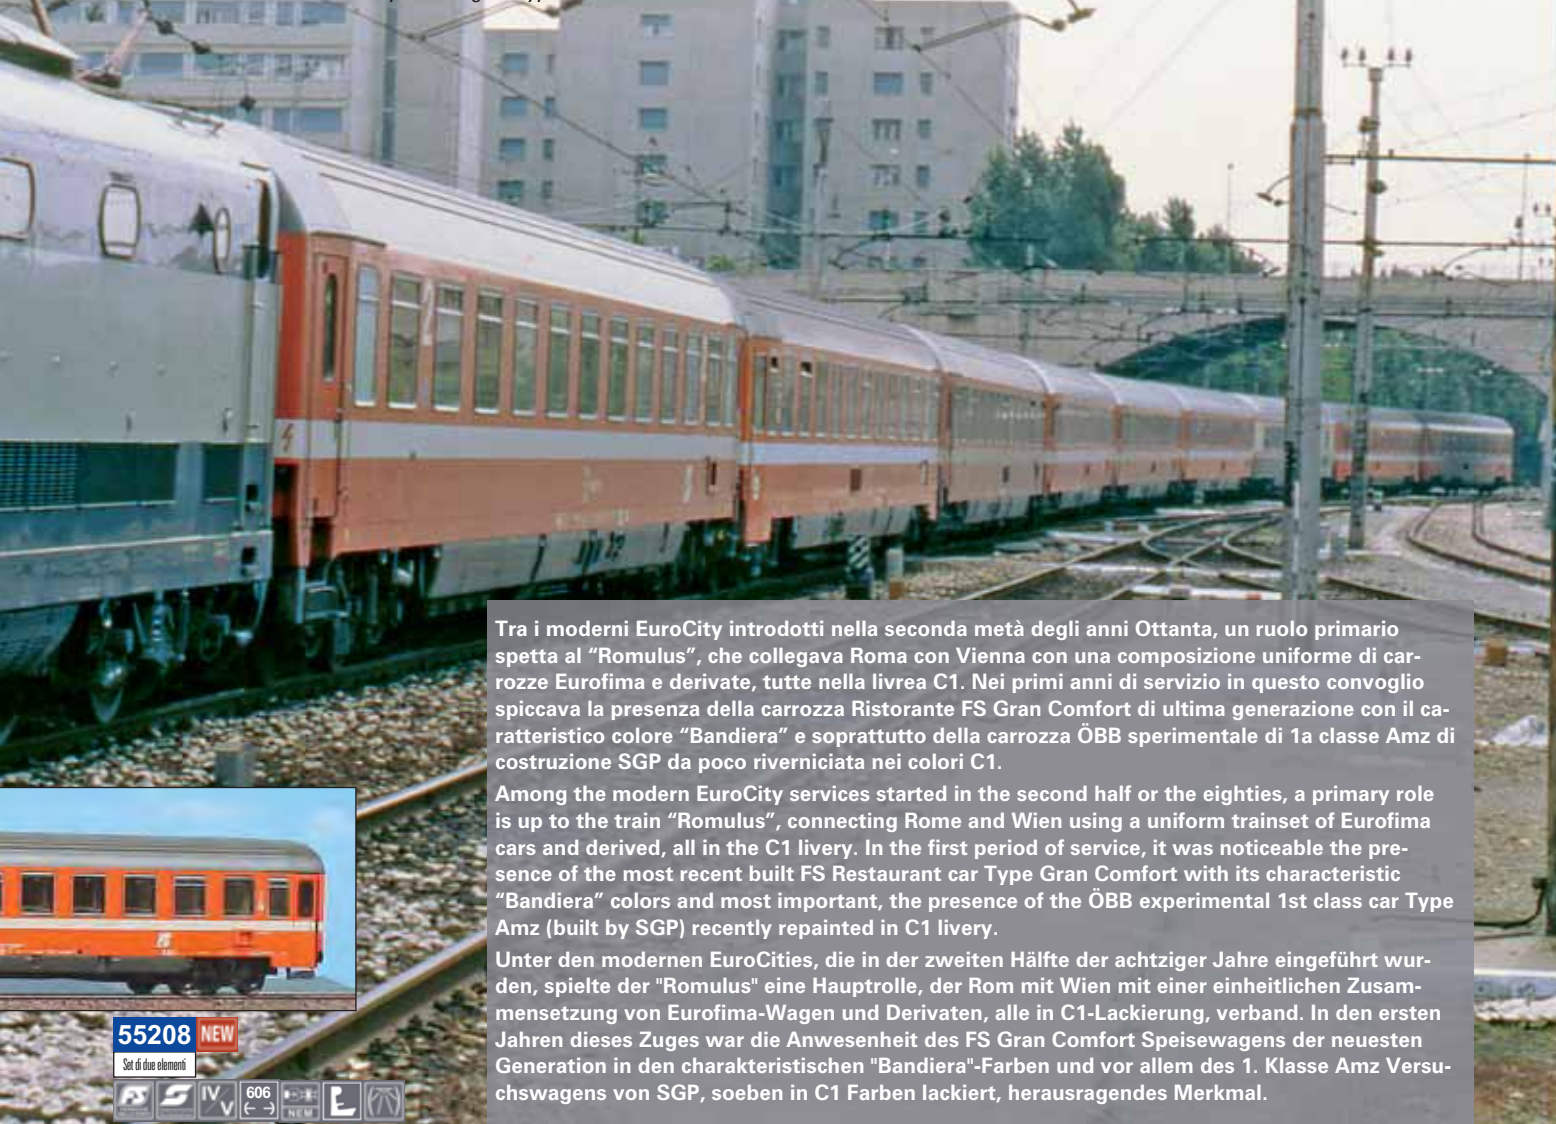 2
Tra i moderni EuroCity introdotti nella seconda metà degli anni Ottanta, un ruolo primario
spetta al “Romulus”, che collegava Roma con Vienna con una composizione uniforme di car-
rozze Eurofima e derivate, tutte nella livrea C1. Nei primi anni di servizio in questo convoglio
spiccava la presenza della carrozza Ristorante FS Gran Comfort di ultima generazione con il ca-
ratteristico colore “Bandiera” e soprattutto della carrozza ÖBB sperimentale di 1a classe Amz di
costruzione SGP da poco riverniciata nei colori C1.
Among the modern EuroCity services started in the second half or the eighties, a primary role
is up to the train “Romulus”, connecting Rome and Wien using a uniform trainset of Eurofima
cars and derived, all in the C1 livery. In the first period of service, it was noticeable the pre-
sence of the most recent built FS Restaurant car Type Gran Comfort with its characteristic
“Bandiera” colors and most important, the presence of the ÖBB experimental 1st class car Type
Amz (built by SGP) recently repainted in C1 livery.
Unter den modernen EuroCities, die in der zweiten Hälfte der achtziger Jahre eingeführt wur-
den, spielte der "Romulus" eine Hauptrolle, der Rom mit Wien mit einer einheitlichen Zusam-
mensetzung von Eurofima-Wagen und Derivaten, alle in C1-Lackierung, verband. In den ersten
Jahren dieses Zuges war die Anwesenheit des FS Gran Comfort Speisewagens der neuesten
Generation in den charakteristischen "Bandiera"-Farben und vor allem des 1. Klasse Amz Versu-
chswagens von SGP, soeben in C1 Farben lackiert, herausragendes Merkmal.
55208 NEW
Set di due elementi
FS IV V 606 NEM L